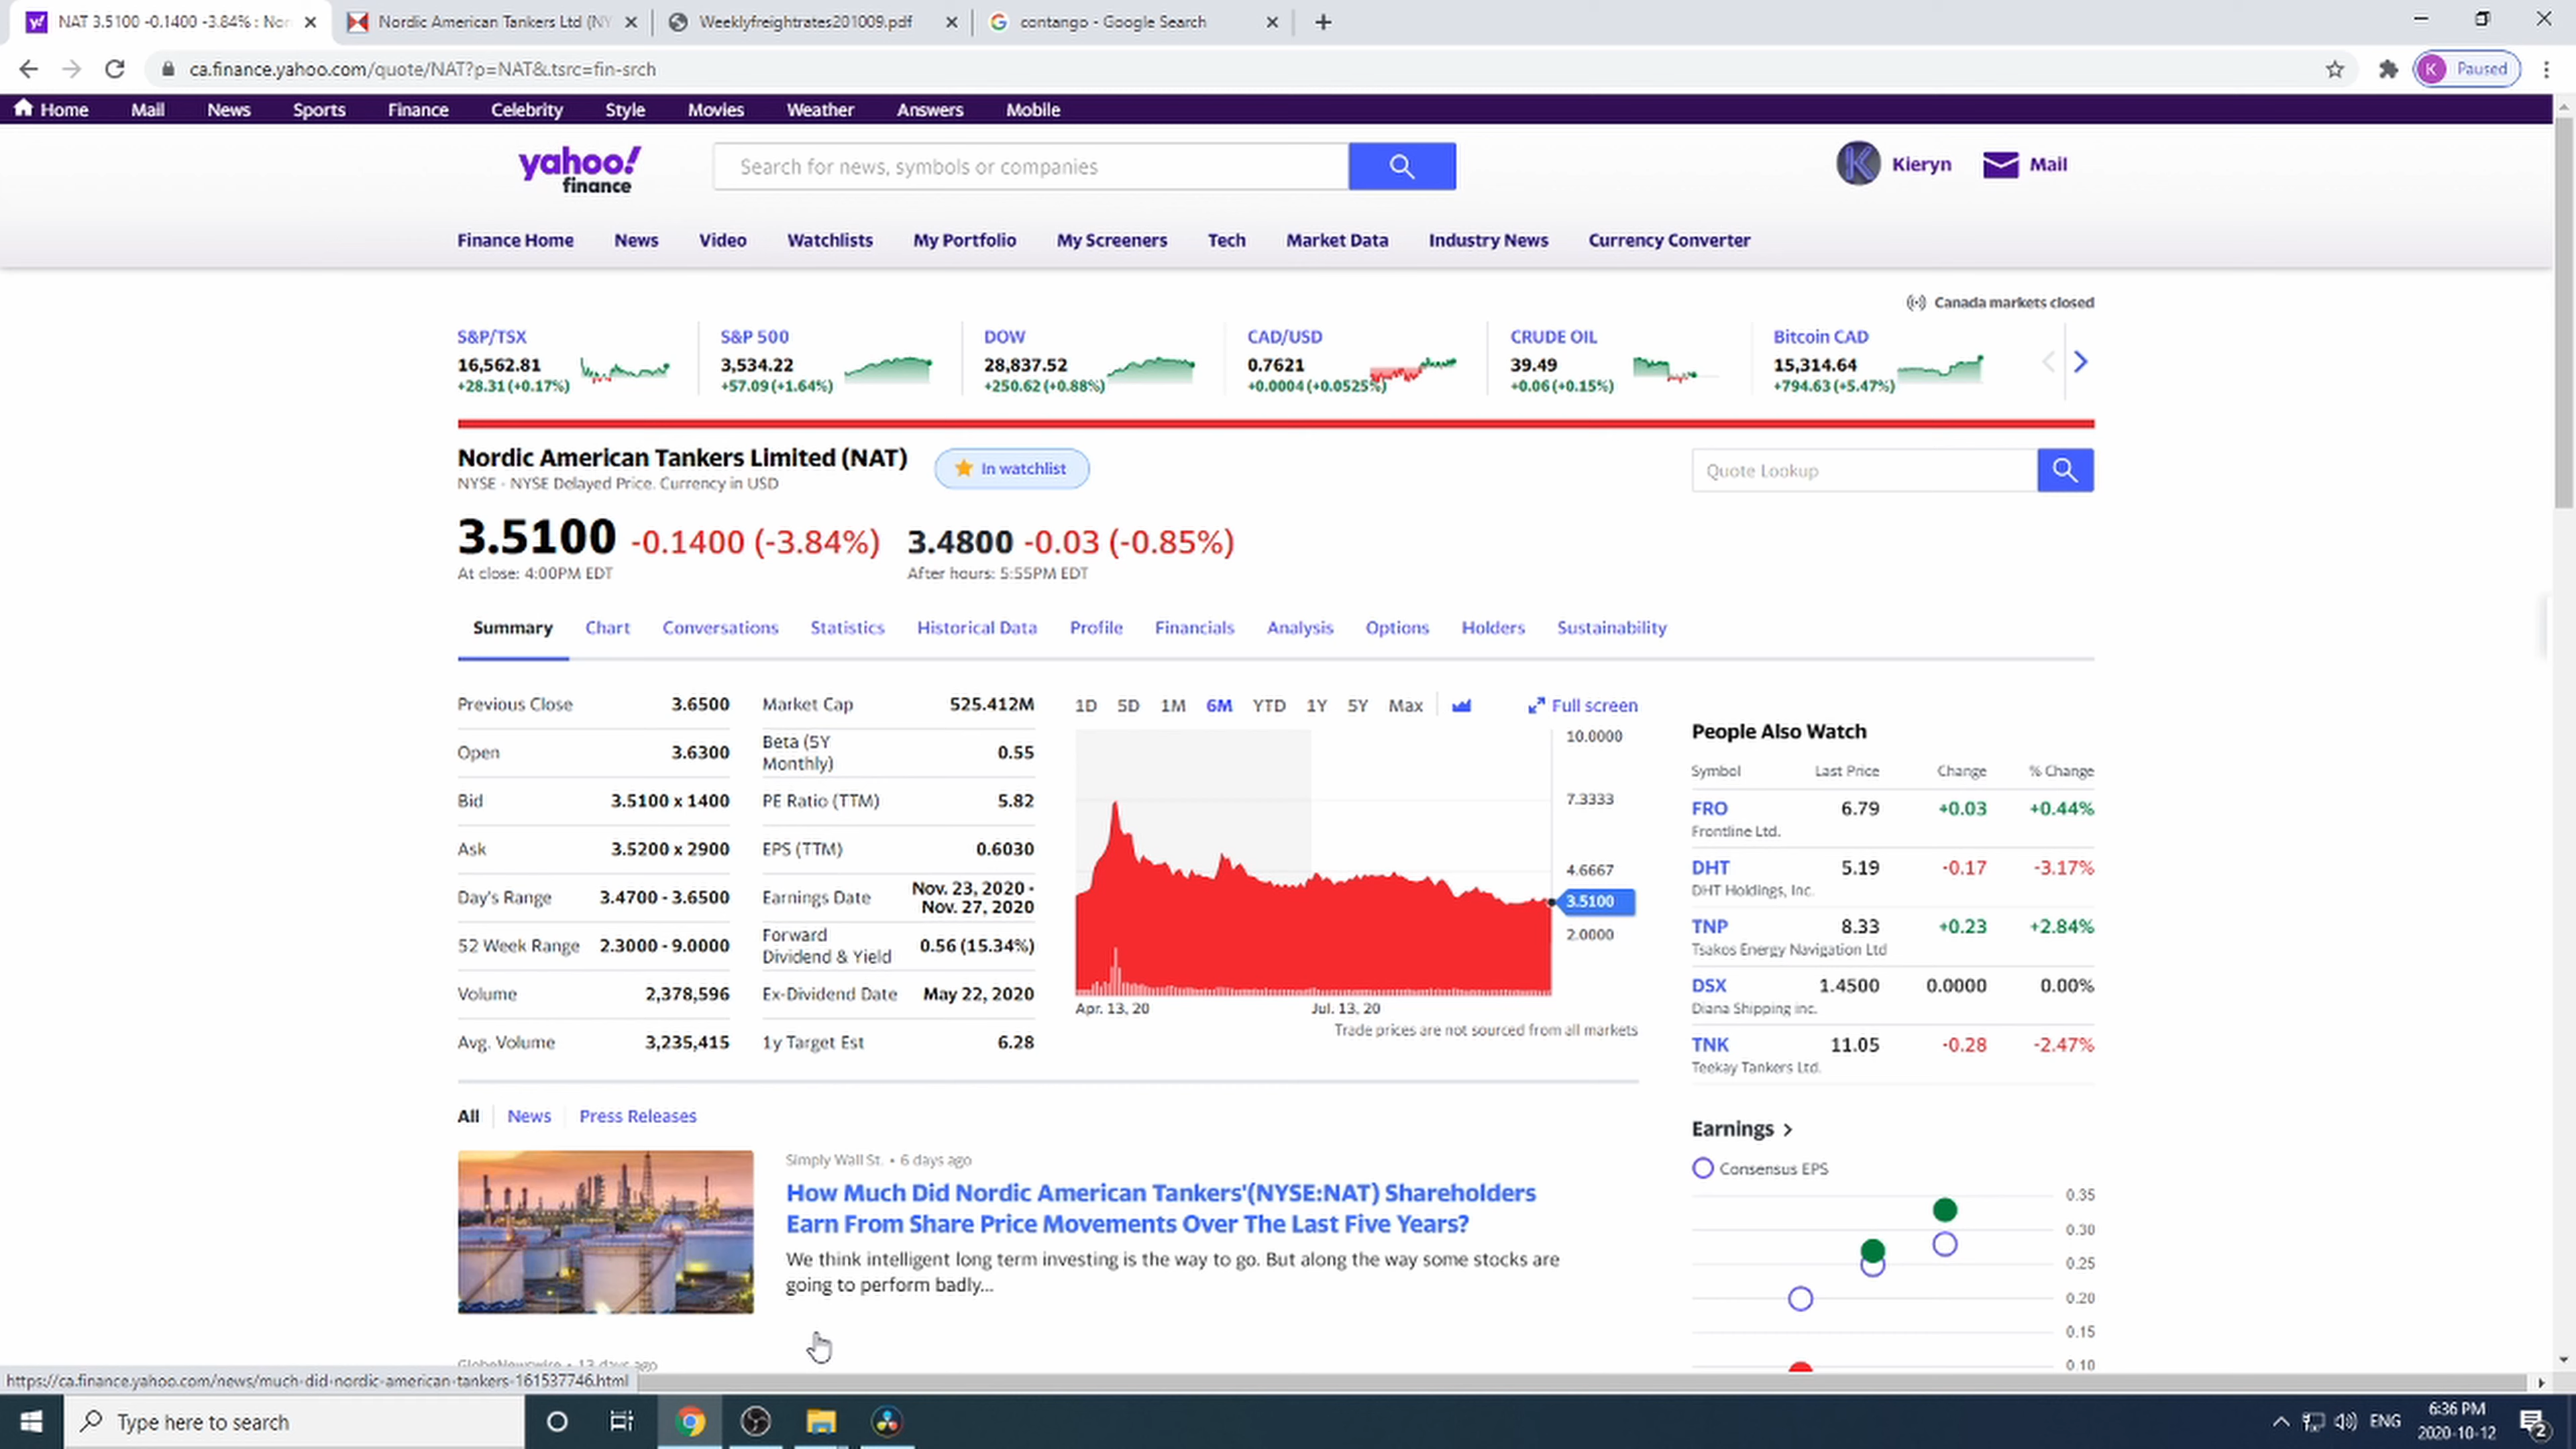 NAT 3.5100 -0.1400 -3.84% : Nor
Nordic American Tankers Ltd (NY
Weeklyfreightrates201009.pdf
contango - Google Search
ca.finance.yahoo.com/quote/NAT?p=NAT&.tsrc=fin-srch
K Paused
Home Mail News Sports Finance Celebrity Style Movies Weather Answers Mobile
yahoo!
finance
Search for news, symbols or companies
Kieryn
Mail
Finance Home News Video Watchlists My Portfolio My Screeners Tech Market Data Industry News Currency Converter
Canada markets closed
S&P/TSX
16,562.81
+28.31 (+0.17%)
S&P 500
3,534.22
+57.09 (+1.64%)
DOW
28,837.52
+250.62 (+0.88%)
CAD/USD
0.7621
+0.0004 (+0.0525%)
CRUDE OIL
39.49
+0.06 (+0.15%)
Bitcoin CAD
15,314.64
+794.63 (+5.47%)
Nordic American Tankers Limited (NAT)
In watchlist
NYSE - NYSE Delayed Price. Currency in USD
Quote Lookup
3.5100 -0.1400 (-3.84%)
At close: 4:00PM EDT
3.4800 -0.03 (-0.85%)
After hours: 5:55PM EDT
Summary Chart Conversations Statistics Historical Data Profile Financials Analysis Options Holders Sustainability
Previous Close 3.6500
Open 3.6300
Bid 3.5100 x 1400
Ask 3.5200 x 2900
Day's Range 3.4700 - 3.6500
52 Week Range 2.3000 - 9.0000
Volume 2,378,596
Avg. Volume 3,235,415
Market Cap 525.412M
Beta (5Y
Monthly) 0.55
PE Ratio (TTM) 5.82
EPS (TTM) 0.6030
Earnings Date Nov. 23, 2020 -
Nov. 27, 2020
Forward
Dividend & Yield 0.56 (15.34%)
Ex-Dividend Date May 22, 2020
1y Target Est 6.28
1D 5D 1M 6M YTD 1Y 5Y Max
Full screen
10.0000
7.3333
4.6667
3.5100
2.0000
Apr. 13, 20 Jul. 13, 20
Trade prices are not sourced from all markets
People Also Watch
Symbol Last Price Change % Change
FRO 6.79 +0.03 +0.44%
Frontline Ltd.
DHT 5.19 -0.17 -3.17%
DHT Holdings, Inc.
TNP 8.33 +0.23 +2.84%
Tsakos Energy Navigation Ltd
DSX 1.4500 0.0000 0.00%
Diana Shipping inc.
TNK 11.05 -0.28 -2.47%
Teekay Tankers Ltd.
Earnings
Consensus EPS
0.35
0.30
0.25
0.20
0.15
0.10
All News Press Releases
Simply Wall St. • 6 days ago
How Much Did Nordic American Tankers'(NYSE:NAT) Shareholders
Earn From Share Price Movements Over The Last Five Years?
We think intelligent long term investing is the way to go. But along the way some stocks are
going to perform badly...
GlobeNewswire • 13 days ago
https://ca.finance.yahoo.com/news/much-did-nordic-american-tankers-161537746.html
Type here to search
ENG
6:36 PM
2020-10-12
2